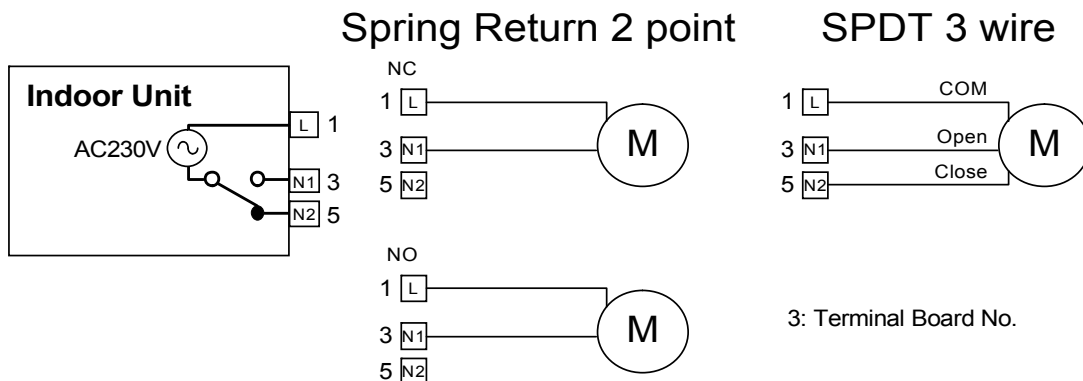 Spring Return 2 point
SPDT 3 wire
Indoor Unit
AC230V
L 1
N1 3
N2 5
NC
1 L
3 N1
5 N2
M
NO
1 L
3 N1
5 N2
M
1 L
3 N1
5 N2
COM
Open
Close
M
3: Terminal Board No.